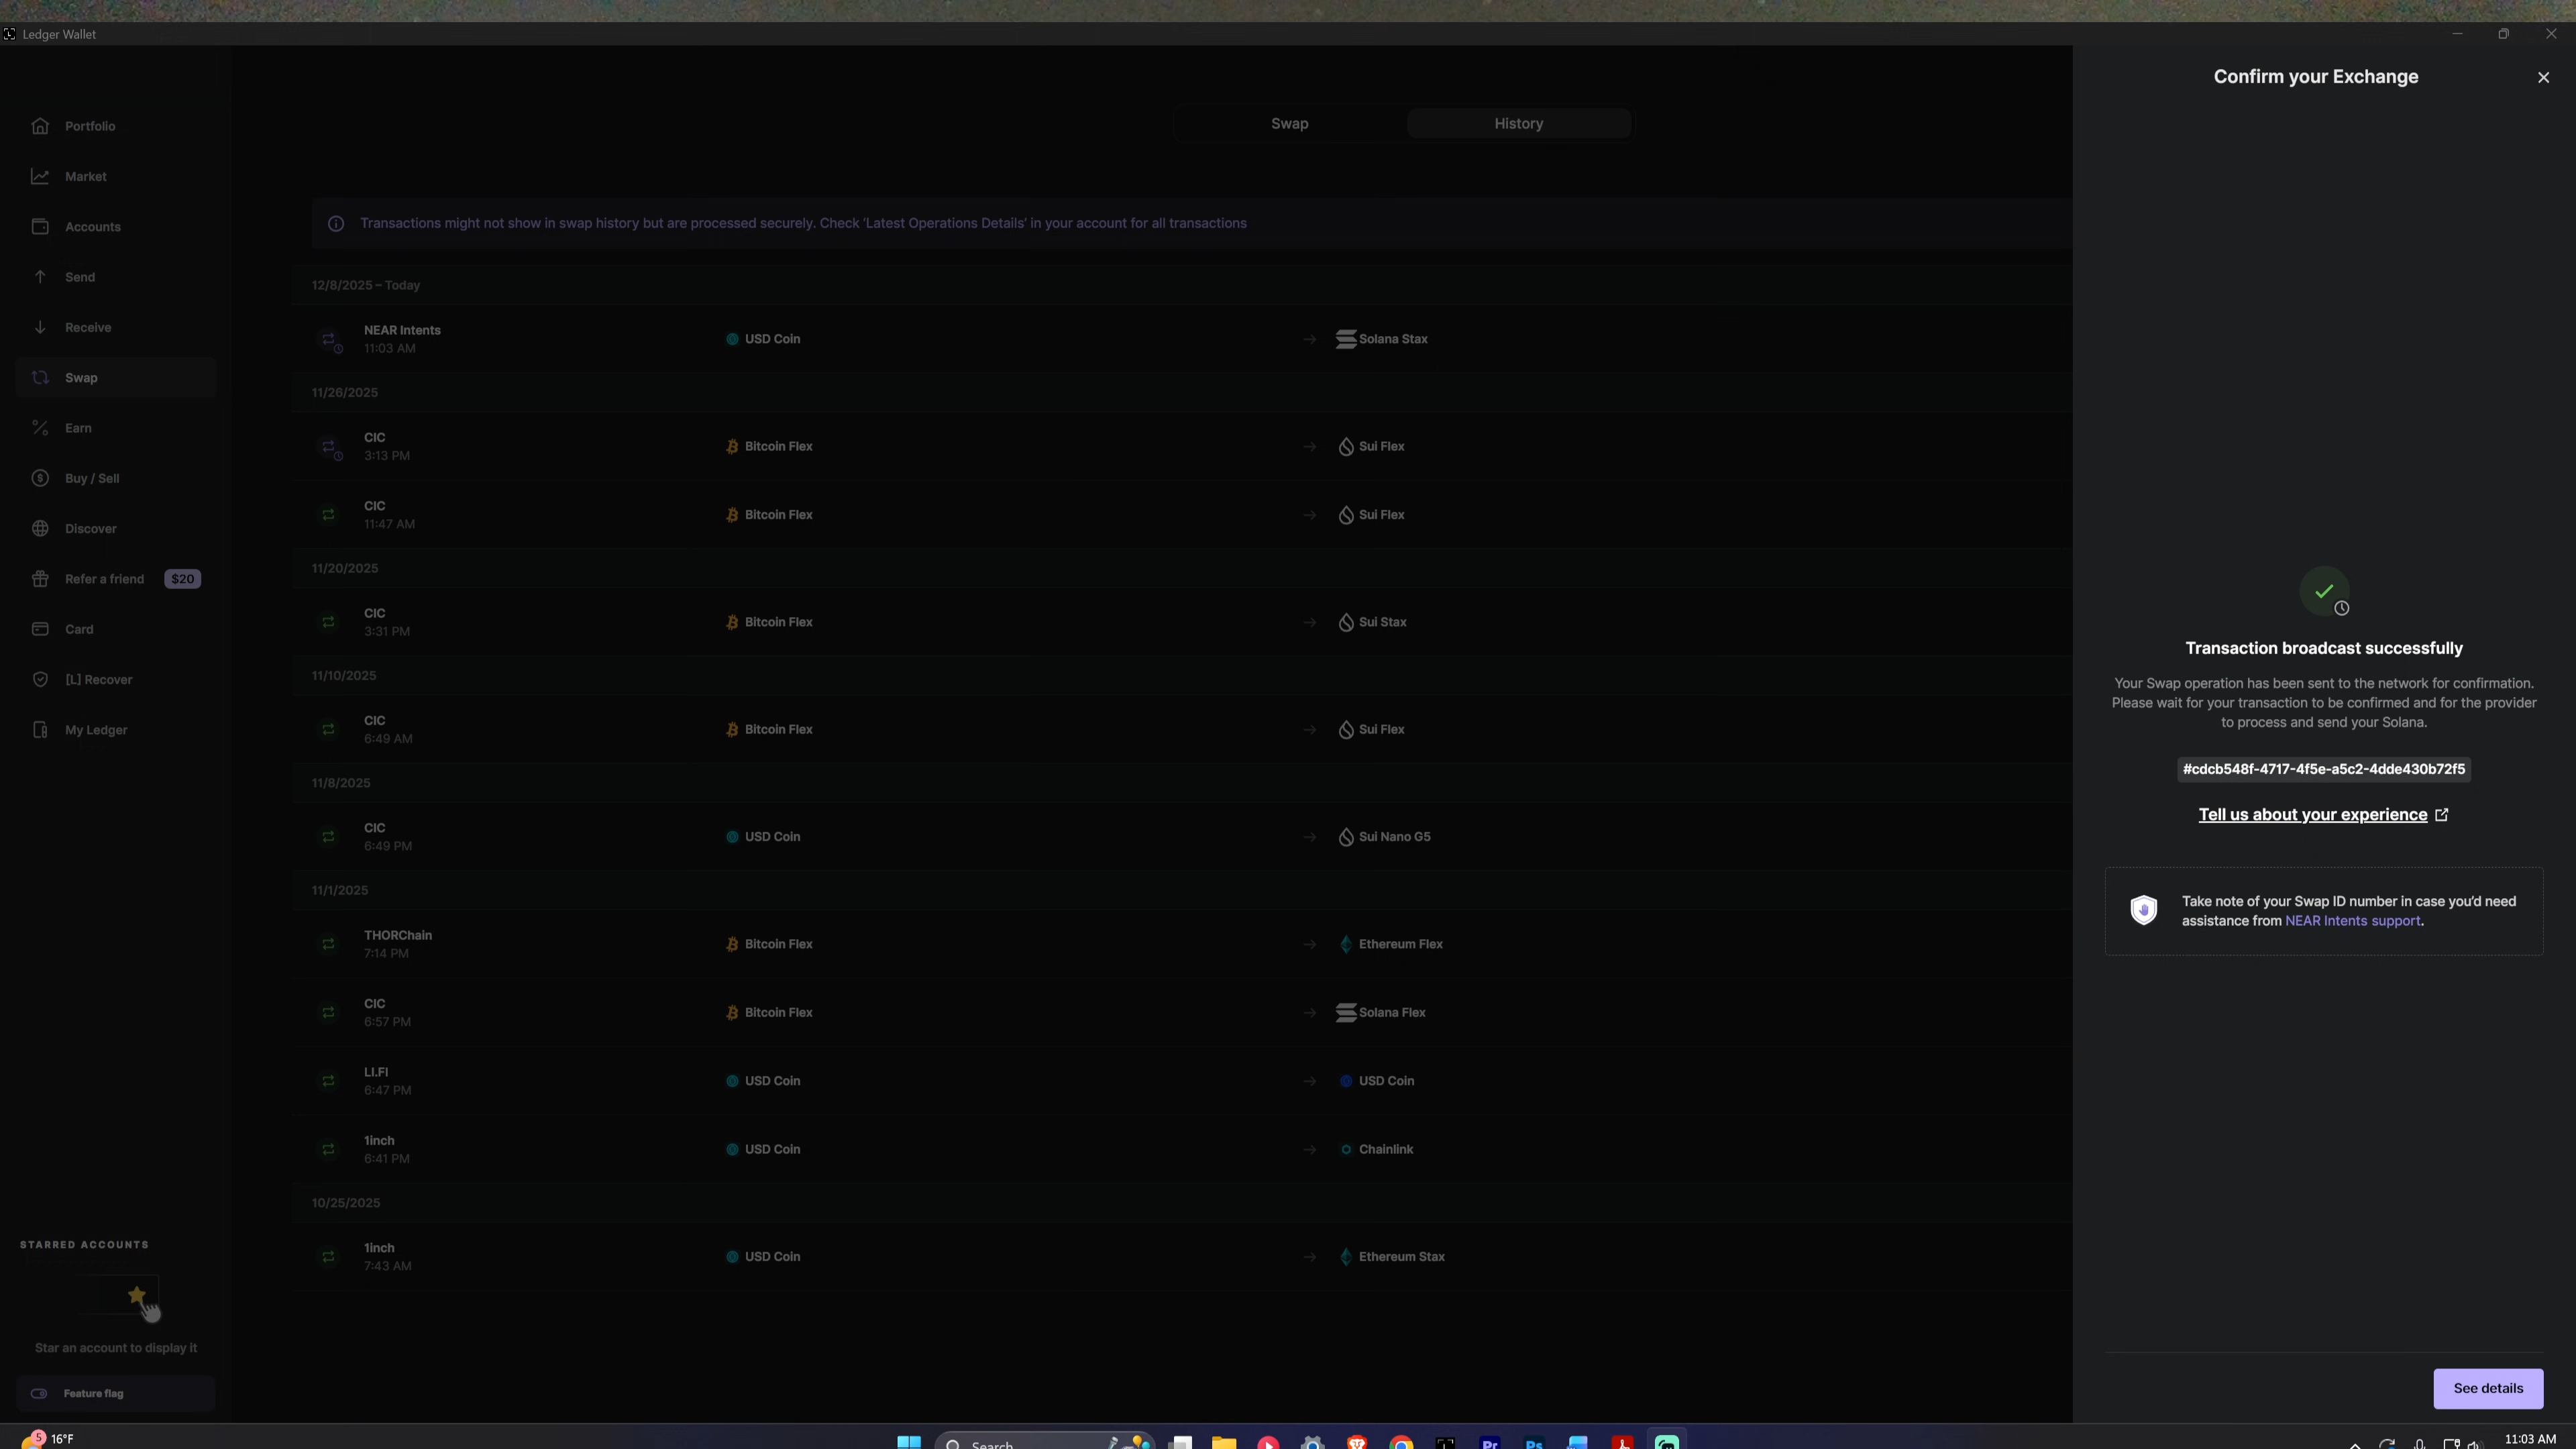 Ledger Wallet
Portfolio
Market
Accounts
Send
Receive
Swap
Earn
Buy / Sell
Discover
Refer a friend $20
Card
[L] Recover
My Ledger
STARRED ACCOUNTS
Star an account to display it
Feature flag
Swap History
Transactions might not show in swap history but are processed securely. Check 'Latest Operations Details' in your account for all transactions
12/8/2025 – Today
NEAR Intents
11:03 AM
USD Coin
Solana Stax
11/26/2025
CIC
3:13 PM
Bitcoin Flex
Sui Flex
CIC
11:47 AM
Bitcoin Flex
Sui Flex
11/20/2025
CIC
3:31 PM
Bitcoin Flex
Sui Stax
11/10/2025
CIC
6:49 AM
Bitcoin Flex
Sui Flex
11/8/2025
CIC
6:49 PM
USD Coin
Sui Nano G5
11/1/2025
THORChain
7:14 PM
Bitcoin Flex
Ethereum Flex
CIC
6:57 PM
Bitcoin Flex
Solana Flex
LI.FI
6:47 PM
USD Coin
USD Coin
1inch
6:41 PM
USD Coin
Chainlink
10/25/2025
1inch
7:43 AM
USD Coin
Ethereum Stax
Confirm your Exchange
Transaction broadcast successfully
Your Swap operation has been sent to the network for confirmation.
Please wait for your transaction to be confirmed and for the provider
to process and send your Solana.
#cdcb548f-4717-4f5e-a5c2-4dde430b72f5
Tell us about your experience
Take note of your Swap ID number in case you'd need
assistance from NEAR Intents support.
See details
5
16°F
Search
Pr
Ps
11:03 AM